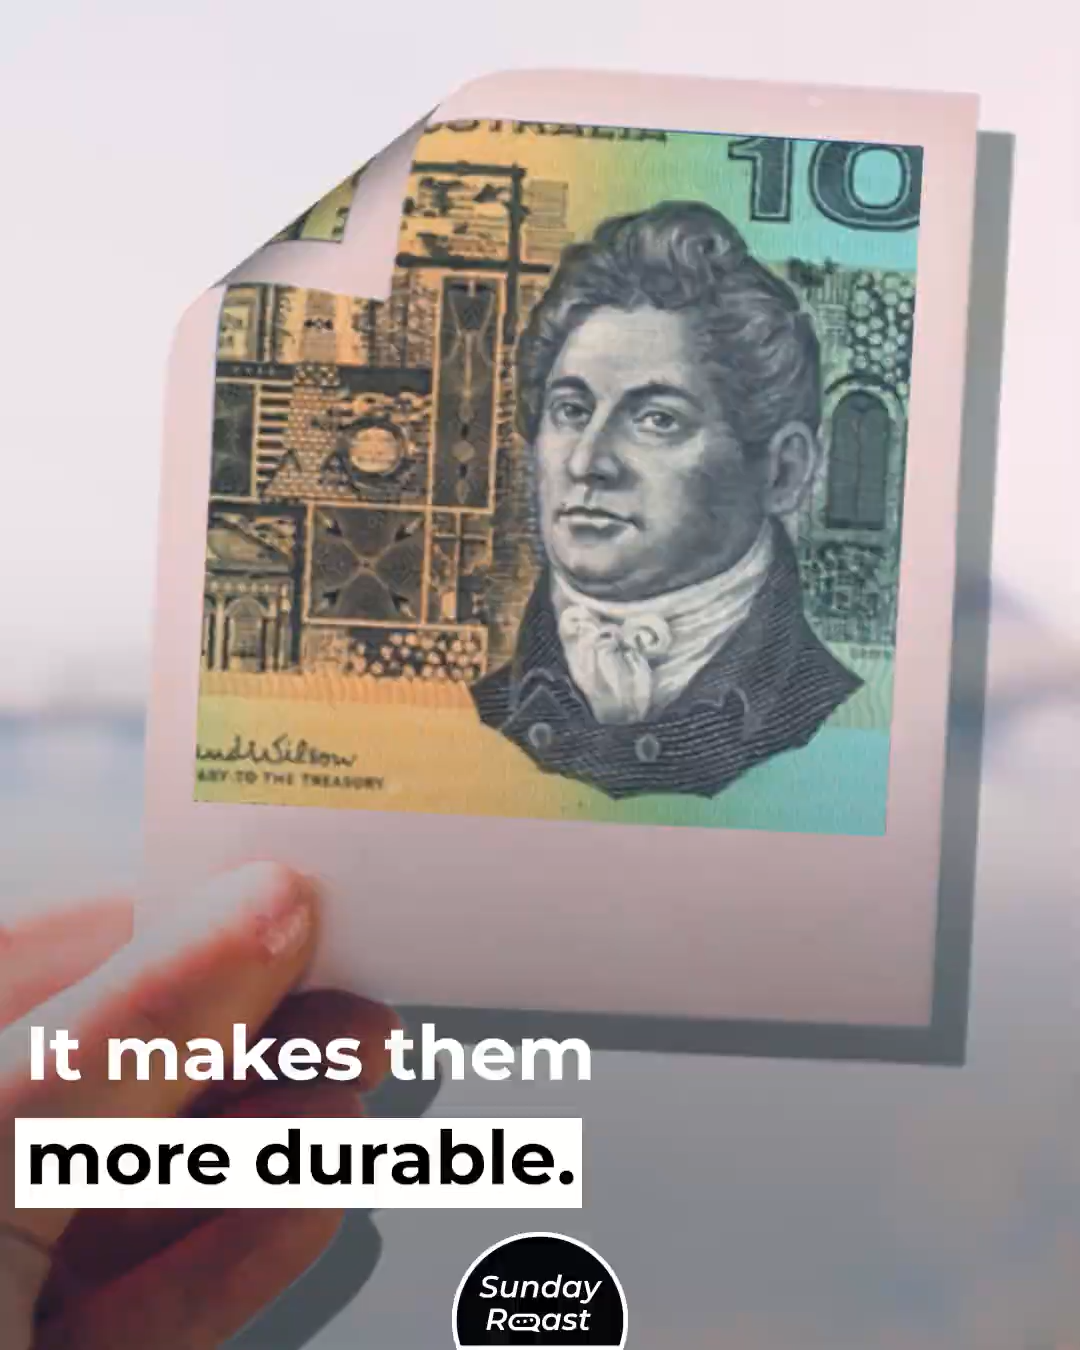 10
It makes them
more durable.
Sunday
Roast
TO THE TREASURY